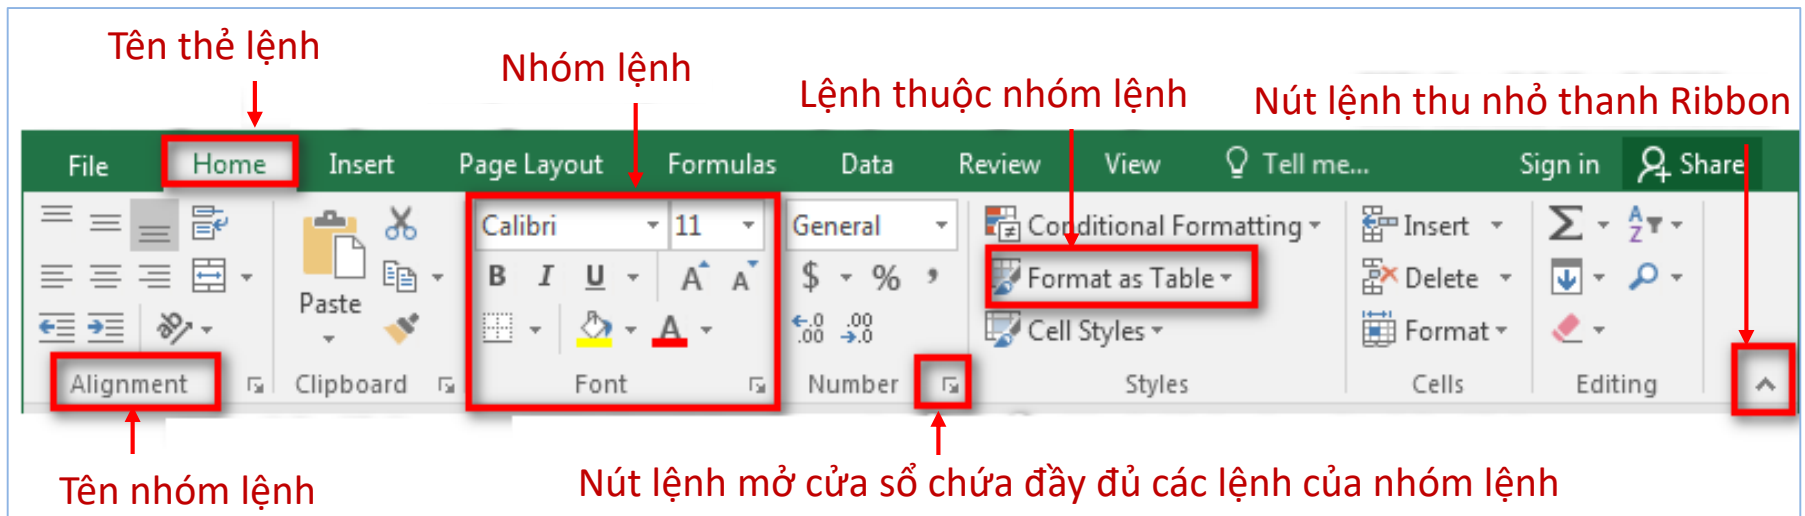 Tên thẻ lệnh
Nhóm lệnh
Lệnh thuộc nhóm lệnh
Nút lệnh thu nhỏ thanh Ribbon
File Home Insert Page Layout Formulas Data Review View Tell me... Sign in Share
Calibri 11 General Conditional Formatting Insert
B I U A A $ % , Format as Table Delete
Paste
A Cell Styles Format
Alignment Clipboard Font Number Styles Cells Editing
Tên nhóm lệnh
Nút lệnh mở cửa sổ chứa đầy đủ các lệnh của nhóm lệnh